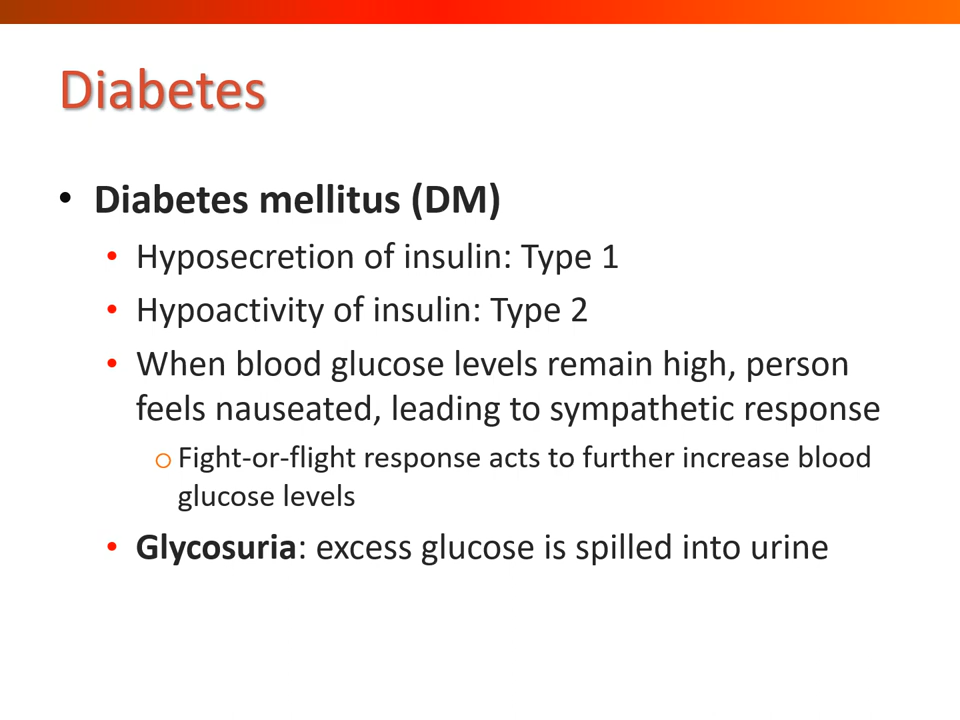 Diabetes
• Diabetes mellitus (DM)
• Hyposecretion of insulin: Type 1
• Hypoactivity of insulin: Type 2
• When blood glucose levels remain high, person
feels nauseated, leading to sympathetic response
o Fight-or-flight response acts to further increase blood
glucose levels
• Glycosuria: excess glucose is spilled into urine